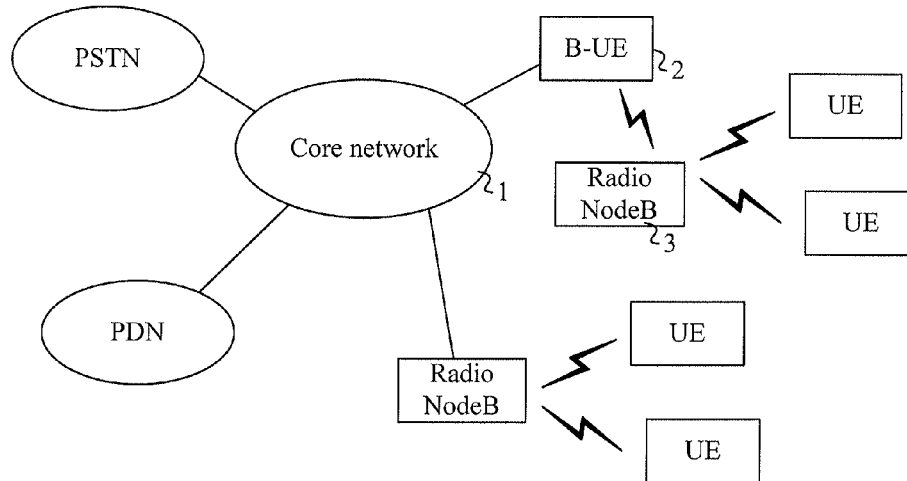 PSTN
B-UE
2
UE
Core network
1
Radio
NodeB
3
UE
PDN
UE
Radio
NodeB
UE